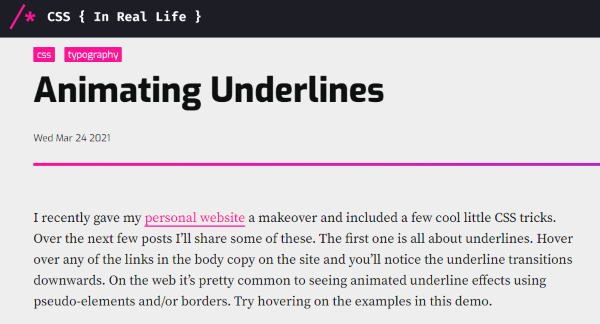 /* CSS { In Real Life }
css typography
Animating Underlines
Wed Mar 24 2021
I recently gave my personal website a makeover and included a few cool little CSS tricks.
Over the next few posts I’ll share some of these. The first one is all about underlines. Hover
over any of the links in the body copy on the site and you’ll notice the underline transitions
downwards. On the web it’s pretty common to seeing animated underline effects using
pseudo-elements and/or borders. Try hovering on the examples in this demo.